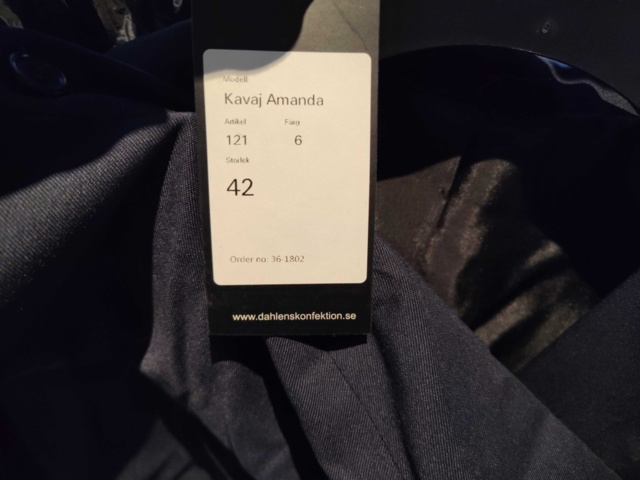 Modell
Kavaj Amanda
Artikel Färg
121 6
Storlek
42
Order no: 36-1802
www.dahlenskonfektion.se